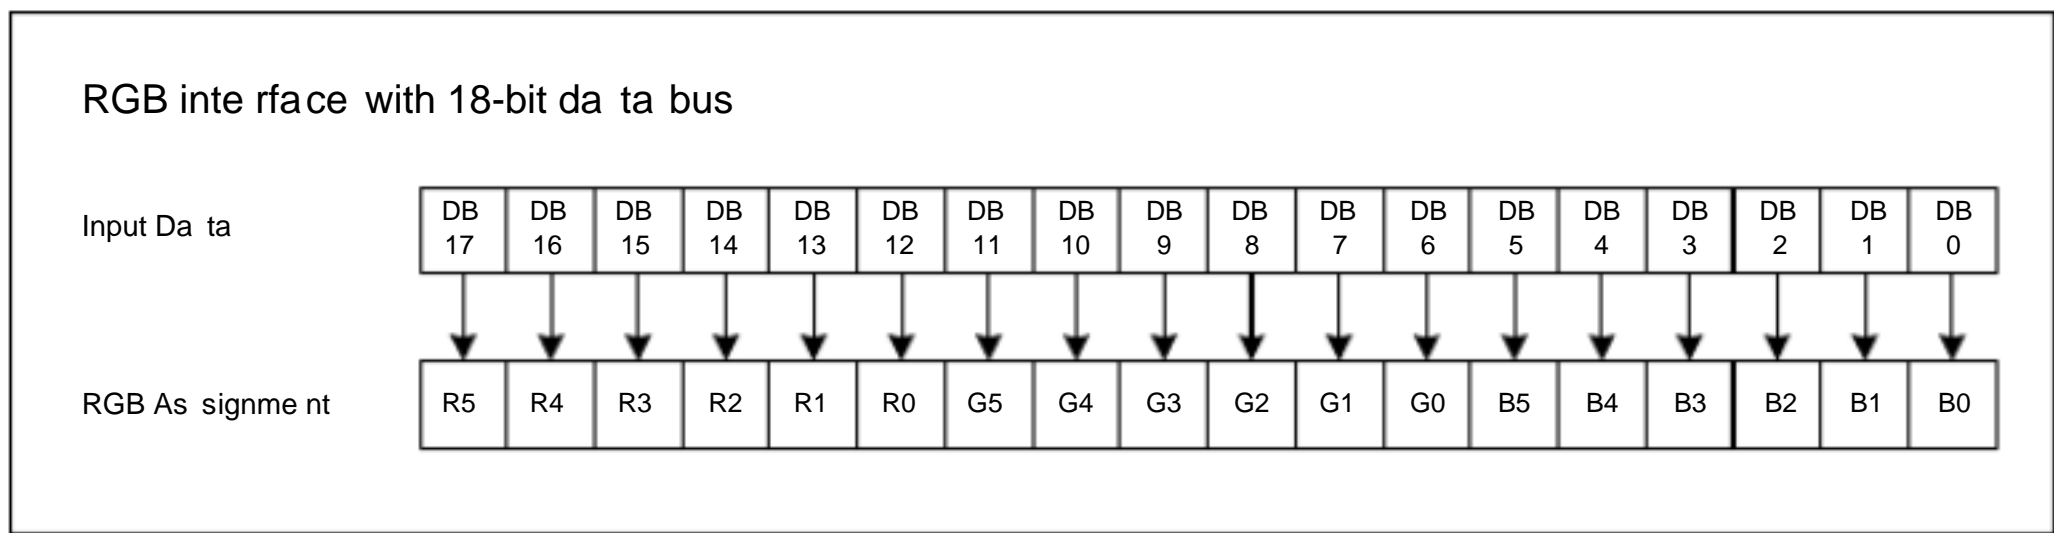 RGB inte rface with 18-bit da ta bus
Input Da ta
DB DB DB DB DB DB DB DB DB DB DB DB DB DB DB DB DB DB
17 16 15 14 13 12 11 10 9 8 7 6 5 4 3 2 1 0
RGB As signme nt
R5 R4 R3 R2 R1 R0 G5 G4 G3 G2 G1 G0 B5 B4 B3 B2 B1 B0